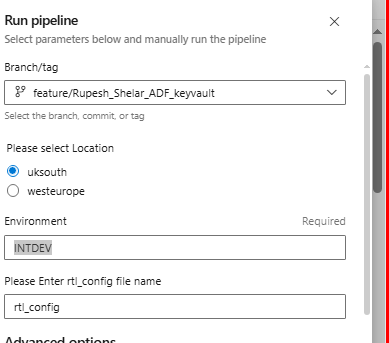 Run pipeline
Select parameters below and manually run the pipeline
Branch/tag
feature/Rupesh_Shelar_ADF_keyvault
Select the branch, commit, or tag
Please select Location
uksouth
westeurope
Environment Required
INTDEV
Please Enter rtl_config file name
rtl_config
Advanced options